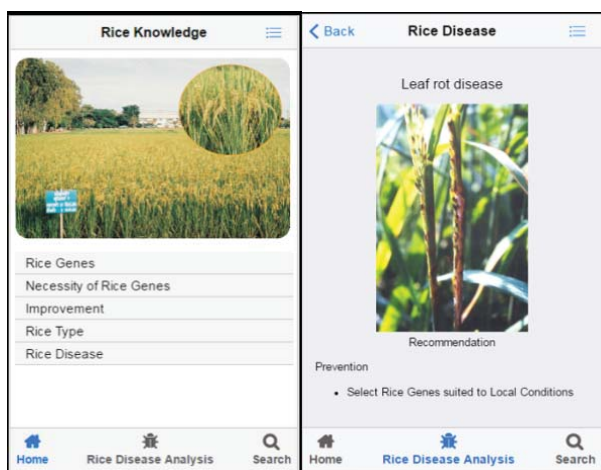 Rice Knowledge
Rice Genes
Necessity of Rice Genes
Improvement
Rice Type
Rice Disease
Home
Rice Disease Analysis
Search
Back
Rice Disease
Leaf rot disease
Recommendation
Prevention
• Select Rice Genes suited to Local Conditions
Home
Rice Disease Analysis
Search